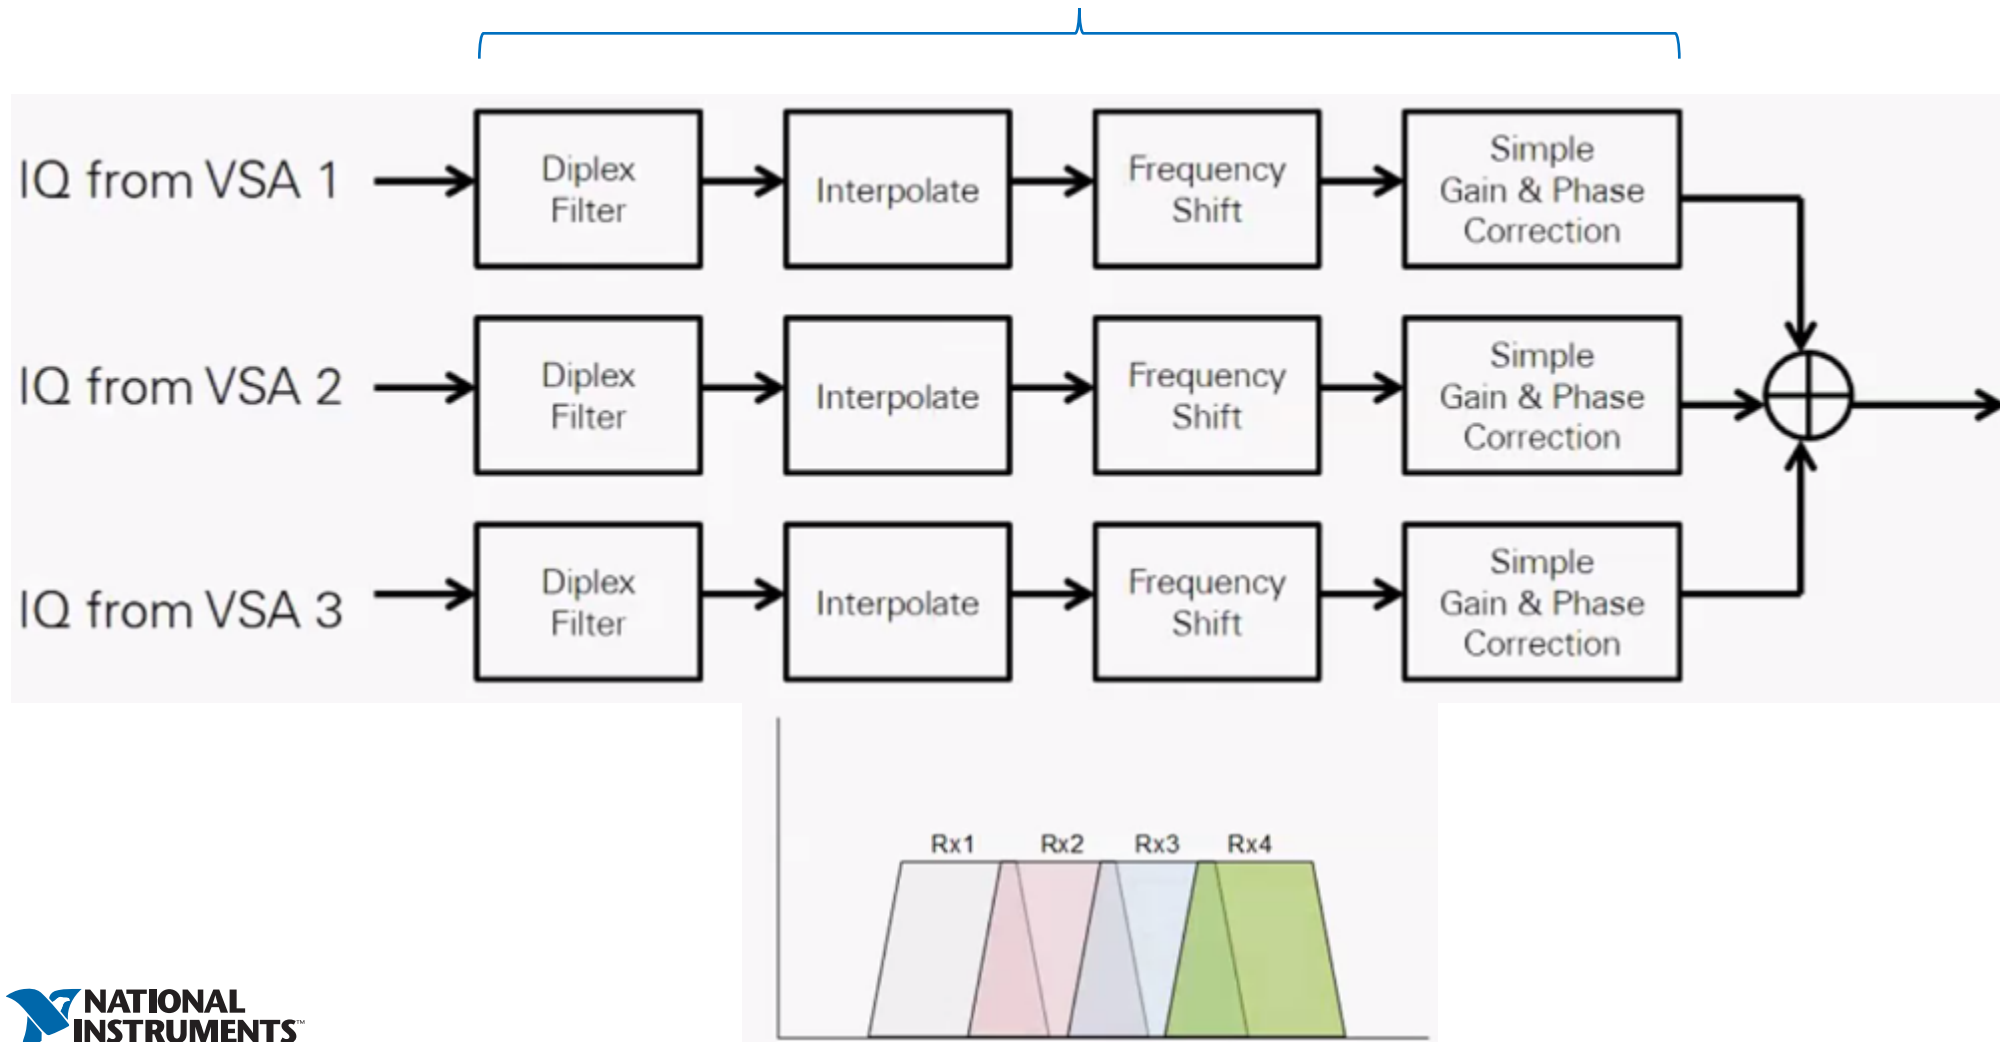 IQ from VSA 1
Diplex
Filter
Interpolate
Frequency
Shift
Simple
Gain & Phase
Correction
IQ from VSA 2
Diplex
Filter
Interpolate
Frequency
Shift
Simple
Gain & Phase
Correction
IQ from VSA 3
Diplex
Filter
Interpolate
Frequency
Shift
Simple
Gain & Phase
Correction
Rx1 Rx2 Rx3 Rx4
NATIONAL
INSTRUMENTS™